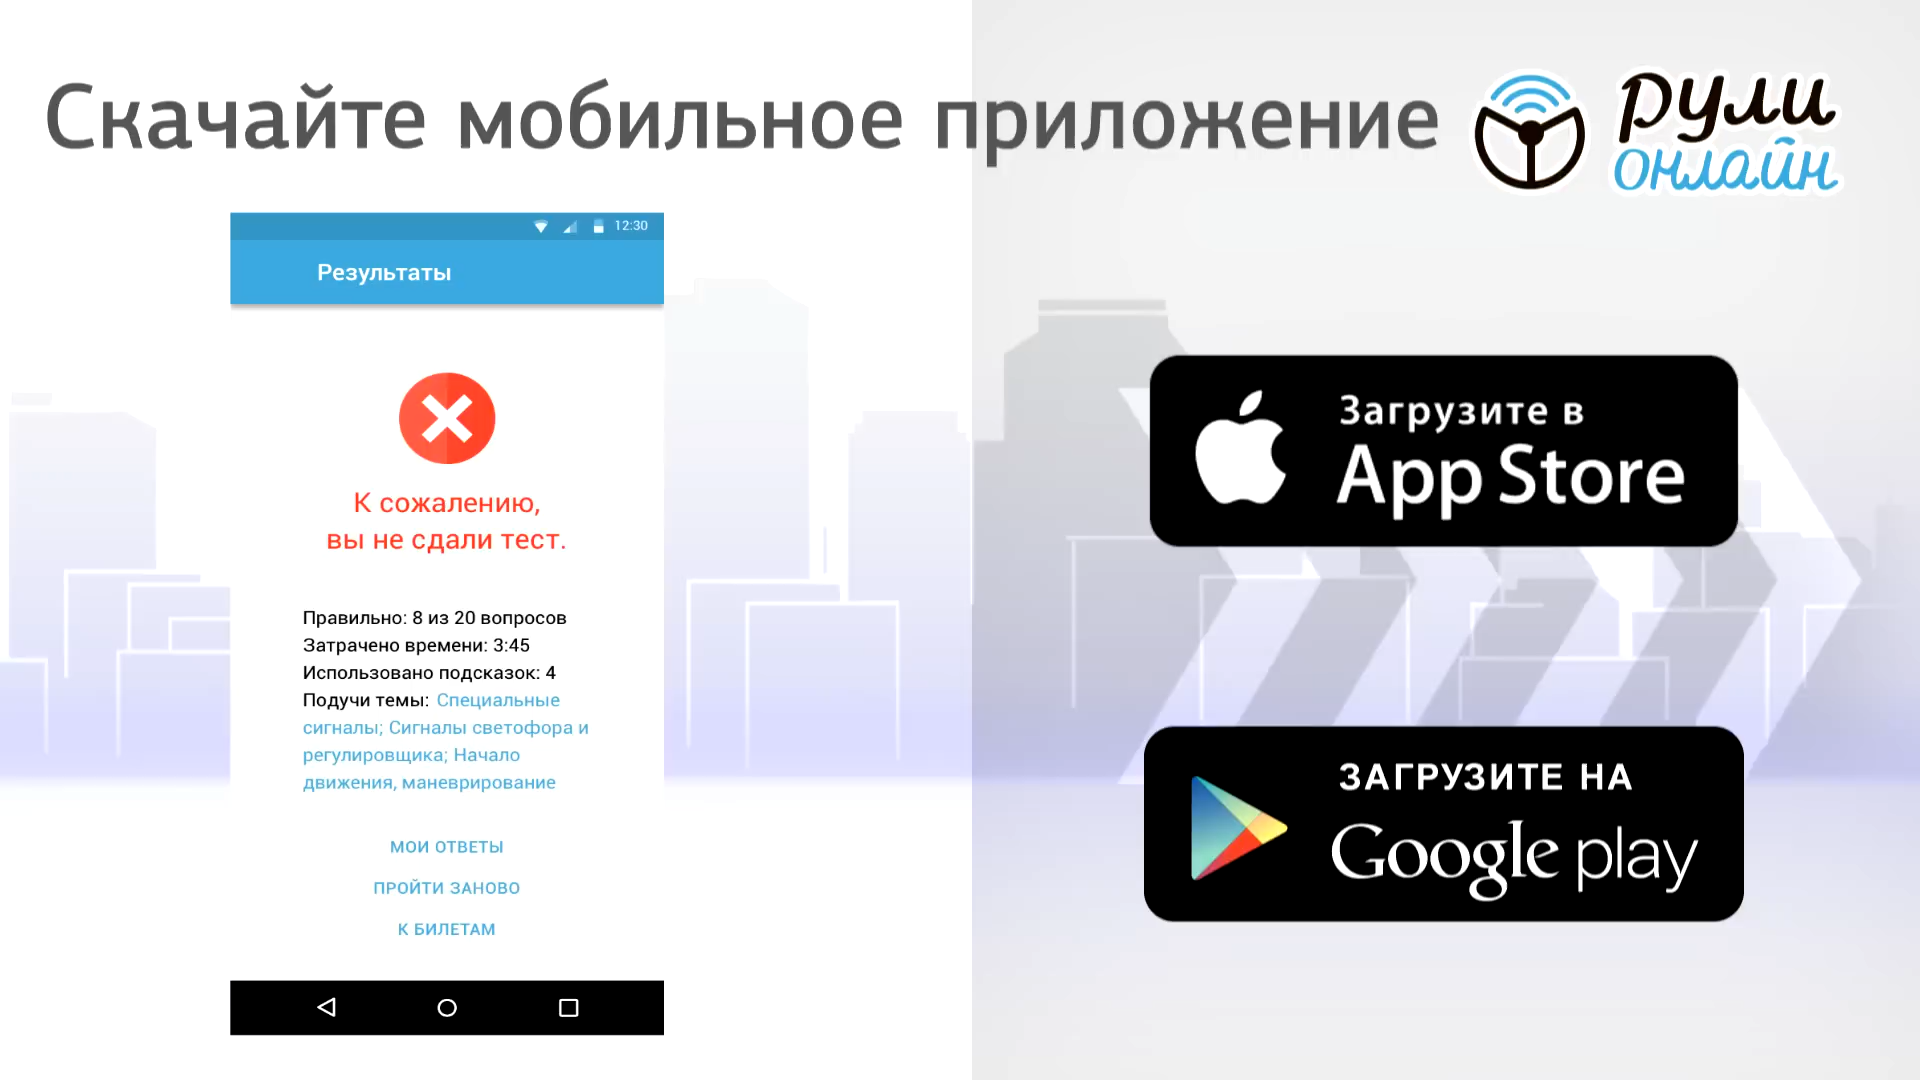 Скачайте мобильное приложение
Рули
онлайн
12:30
Результаты
К сожалению,
вы не сдали тест.
Правильно: 8 из 20 вопросов
Затрачено времени: 3:45
Использовано подсказок: 4
Подучи темы: Специальные
сигналы; Сигналы светофора и
регулировщика; Начало
движения, маневрирование
МОИ ОТВЕТЫ
ПРОЙТИ ЗАНОВО
К БИЛЕТАМ
Загрузите в
App Store
ЗАГРУЗИТЕ НА
Google play